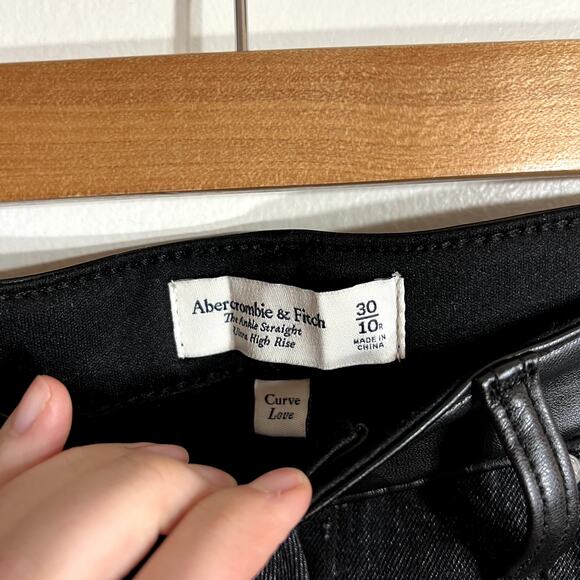 Abercrombie & Fitch
The Ankle Straight
Ultra High Rise
30
10R
MADE IN
CHINA
Curve
Love